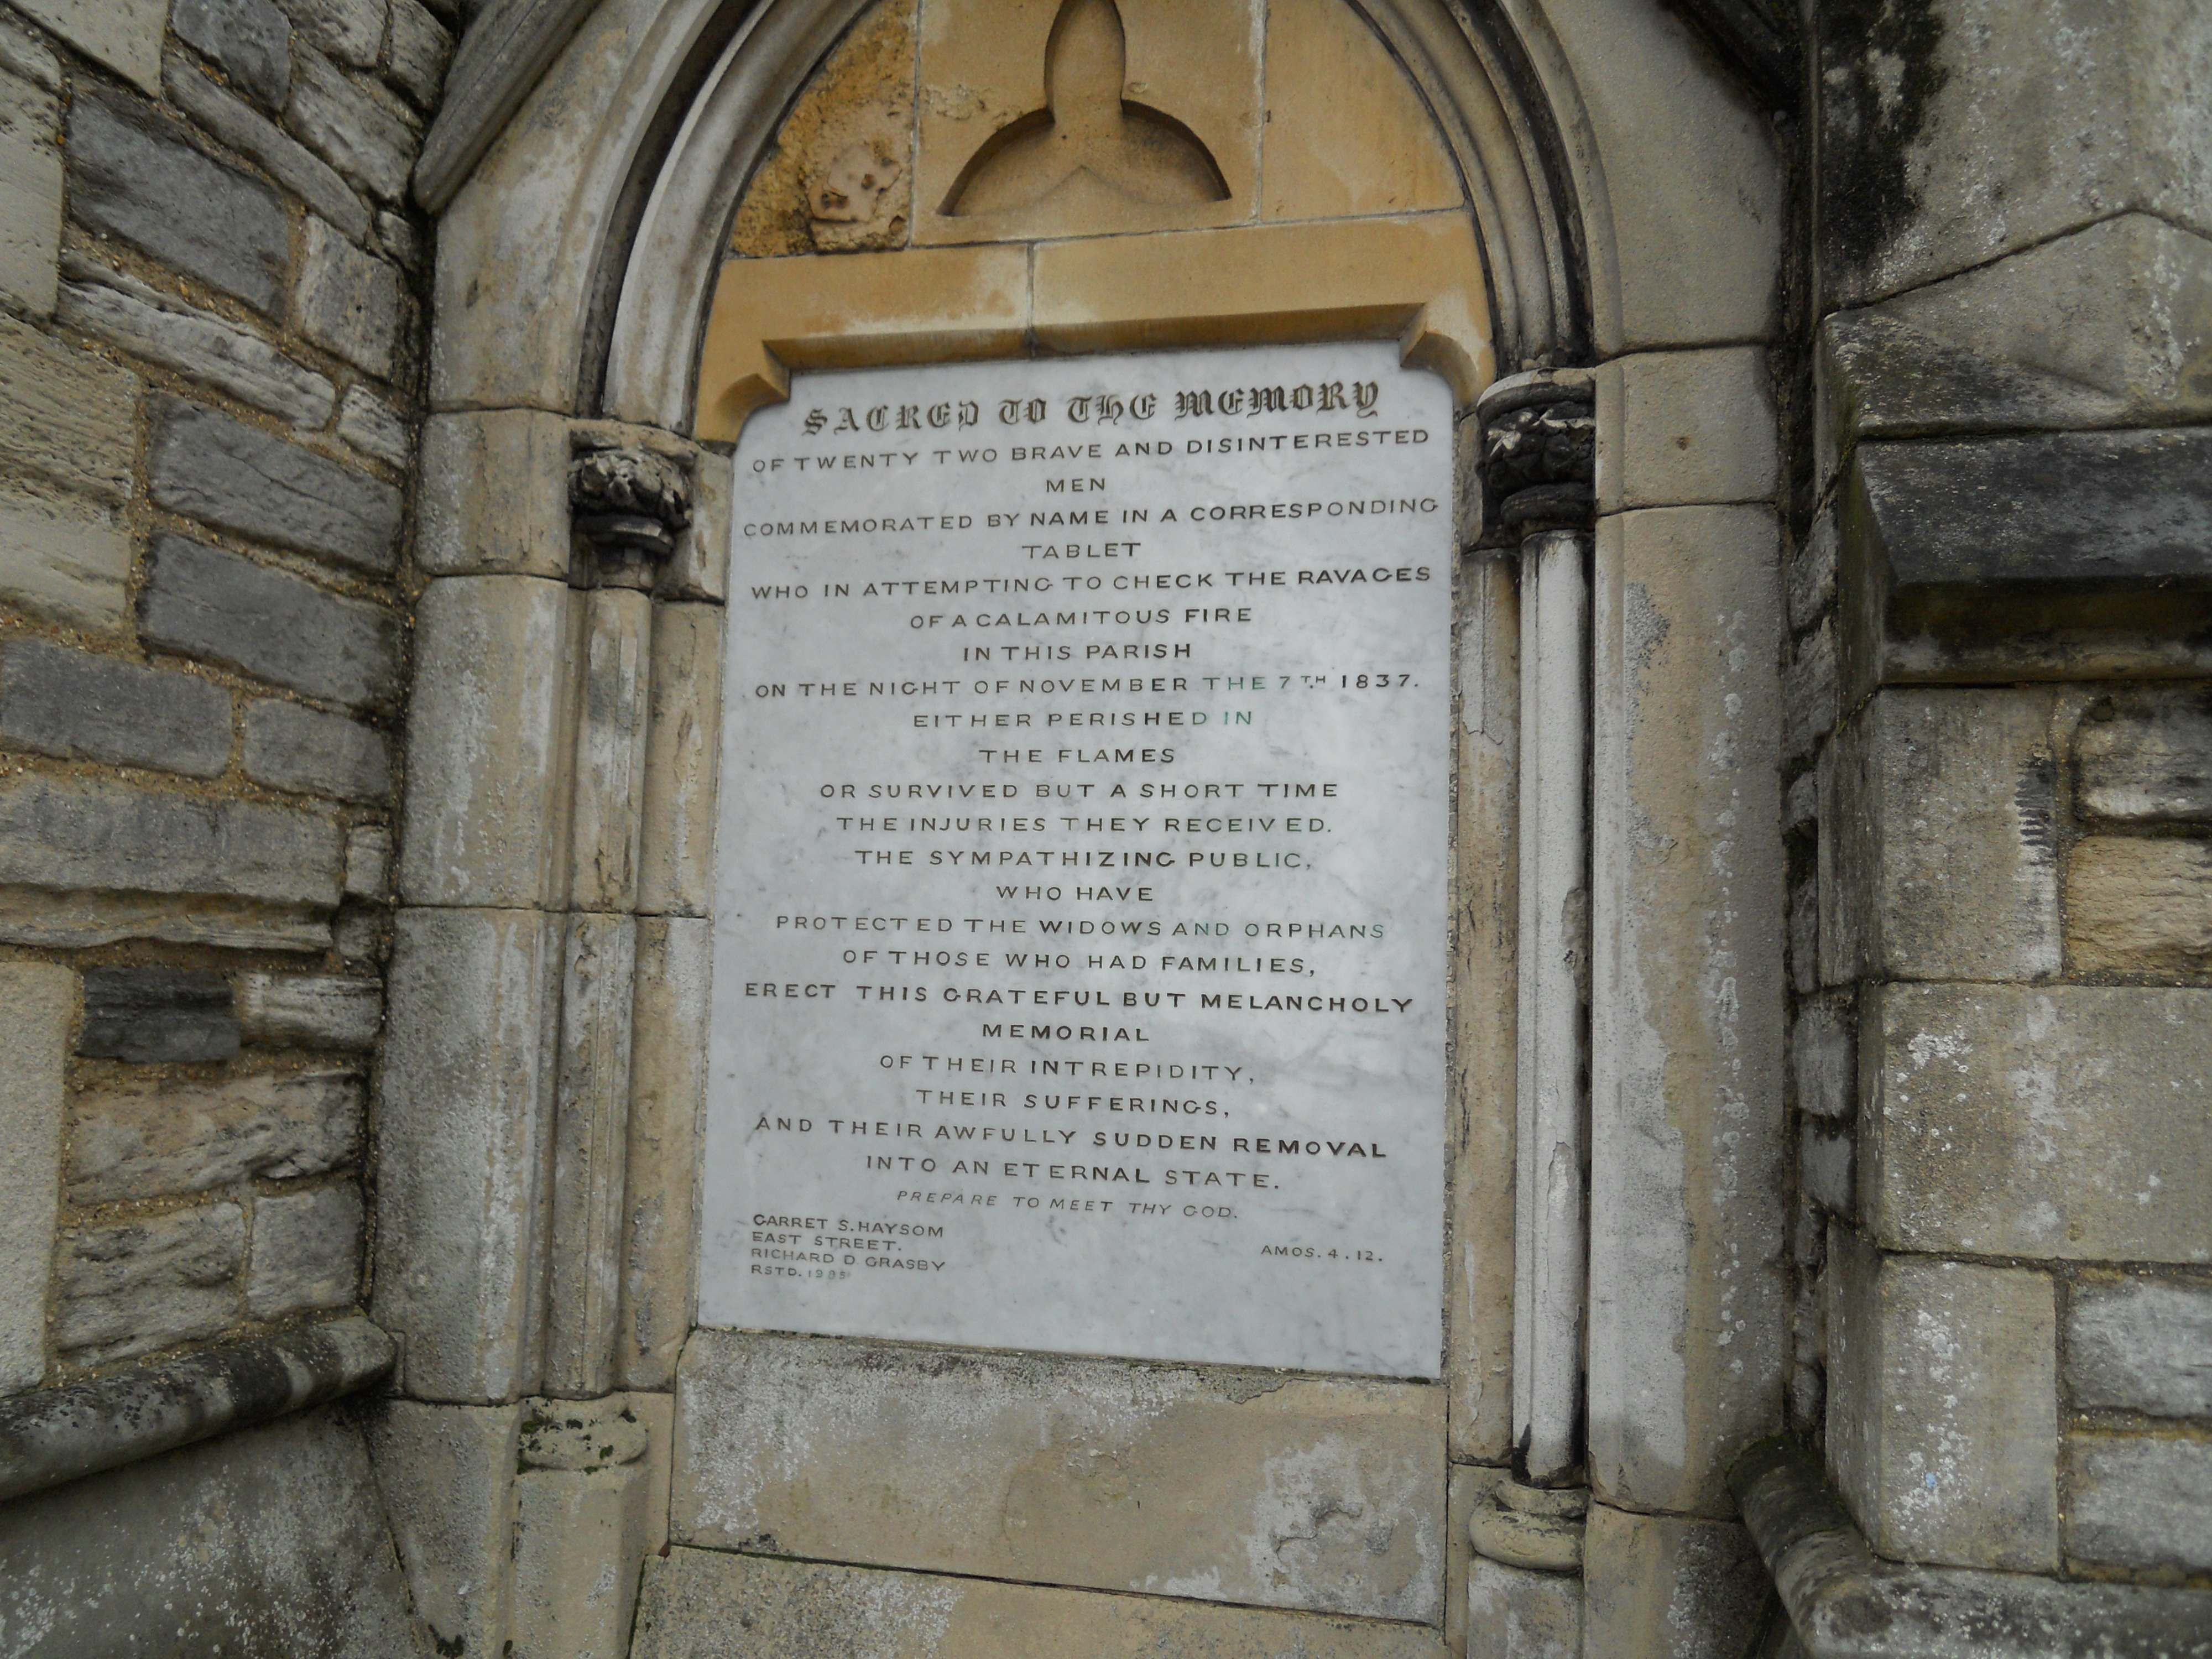 SACRED TO THE MEMORY
OF TWENTY TWO BRAVE AND DISINTERESTED
MEN
COMMEMORATED BY NAME IN A CORRESPONDING
TABLET
WHO IN ATTEMPTING TO CHECK THE RAVAGES
OF A CALAMITOUS FIRE
IN THIS PARISH
ON THE NIGHT OF NOVEMBER THE 7TH 1837.
EITHER PERISHED IN
THE FLAMES
OR SURVIVED BUT A SHORT TIME
THE INJURIES THEY RECEIVED.
THE SYMPATHIZING PUBLIC,
WHO HAVE
PROTECTED THE WIDOWS AND ORPHANS
OF THOSE WHO HAD FAMILIES,
ERECT THIS GRATEFUL BUT MELANCHOLY
MEMORIAL
OF THEIR INTREPIDITY,
THEIR SUFFERINGS,
AND THEIR AWFULLY SUDDEN REMOVAL
INTO AN ETERNAL STATE.
PREPARE TO MEET THY GOD.
AMOS. 4. 12.
GARRET S. HAYSOM
EAST STREET.
RICHARD D GRASBY
RSTD.